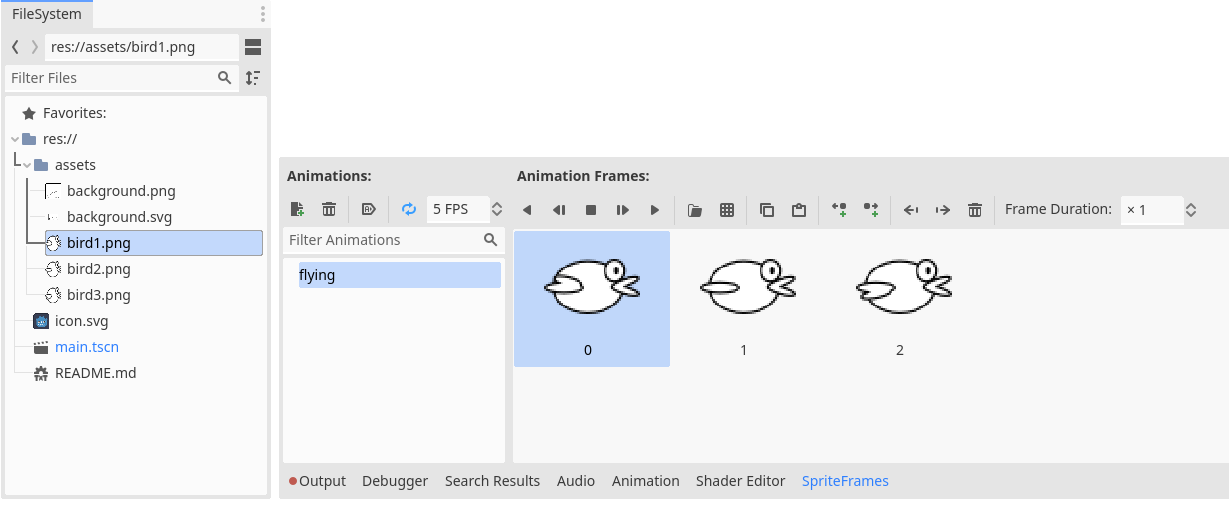 FileSystem
res://assets/bird1.png
Filter Files
Favorites:
res://
assets
background.png
background.svg
bird1.png
bird2.png
bird3.png
icon.svg
main.tscn
README.md
Animations:
5 FPS
Filter Animations
flying
Animation Frames:
Frame Duration: × 1
0 1 2
Output Debugger Search Results Audio Animation Shader Editor SpriteFrames